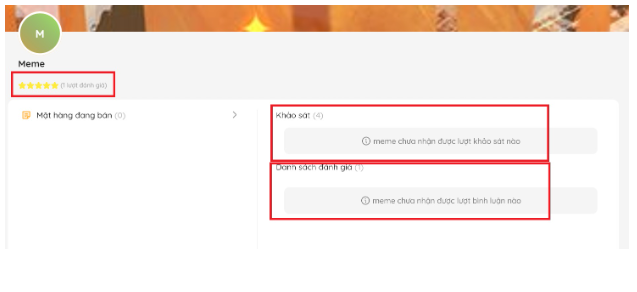 M
Meme
(1 lượt đánh giá)
Mặt hàng đang bán (0)
Khảo sát (4)
meme chưa nhận được lượt khảo sát nào
Danh sách đánh giá (1)
meme chưa nhận được lượt bình luận nào